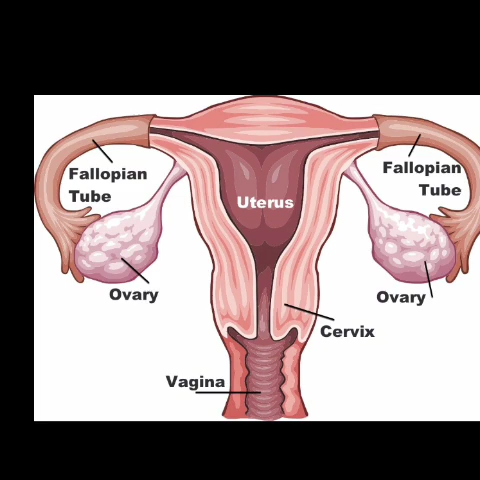 Fallopian
Tube
Fallopian
Tube
Uterus
Ovary
Ovary
Cervix
Vagina